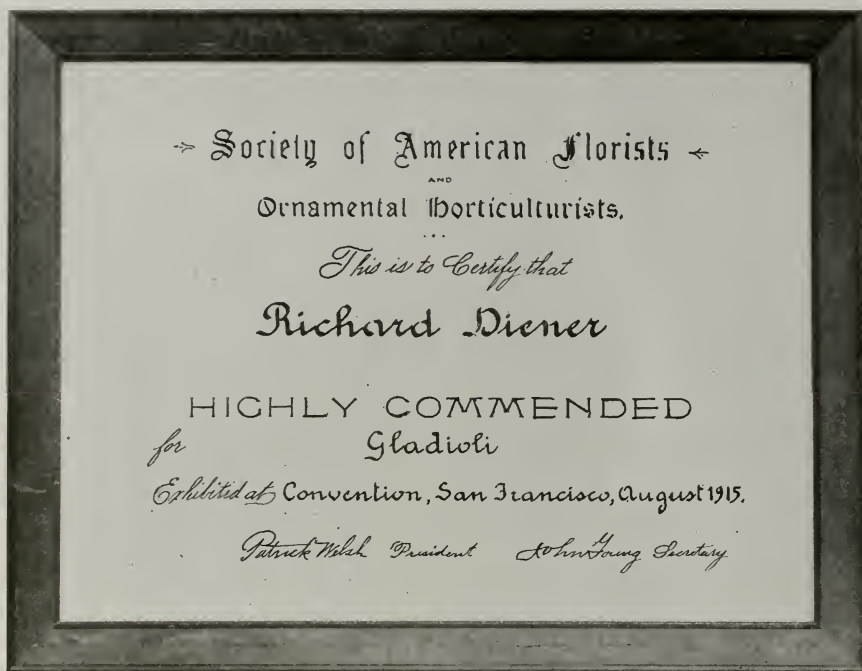 Society of American Florists
AND
Ornamental Horticulturists.
This is to Certify that
Richard Diener
HIGHLY COMMENDED
for Gladioli
Exhibited at Convention, San Francisco, August 1915.
Patrick Welsh President John Young Secretary